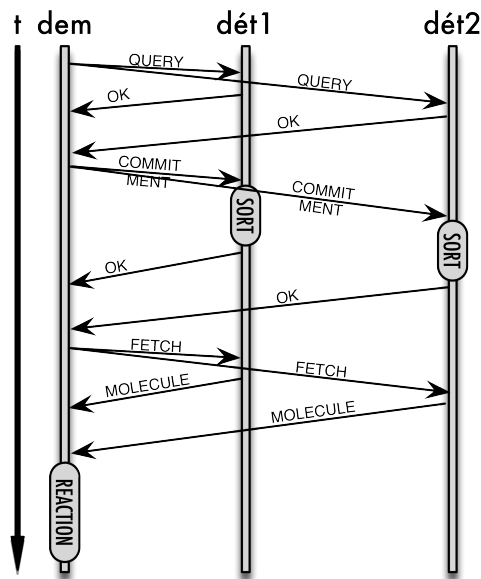 t dem dét1 dét2
QUERY
QUERY
OK
OK
COMMIT
MENT
COMMIT
MENT
SORT
SORT
OK
OK
FETCH
FETCH
MOLECULE
MOLECULE
REACTION